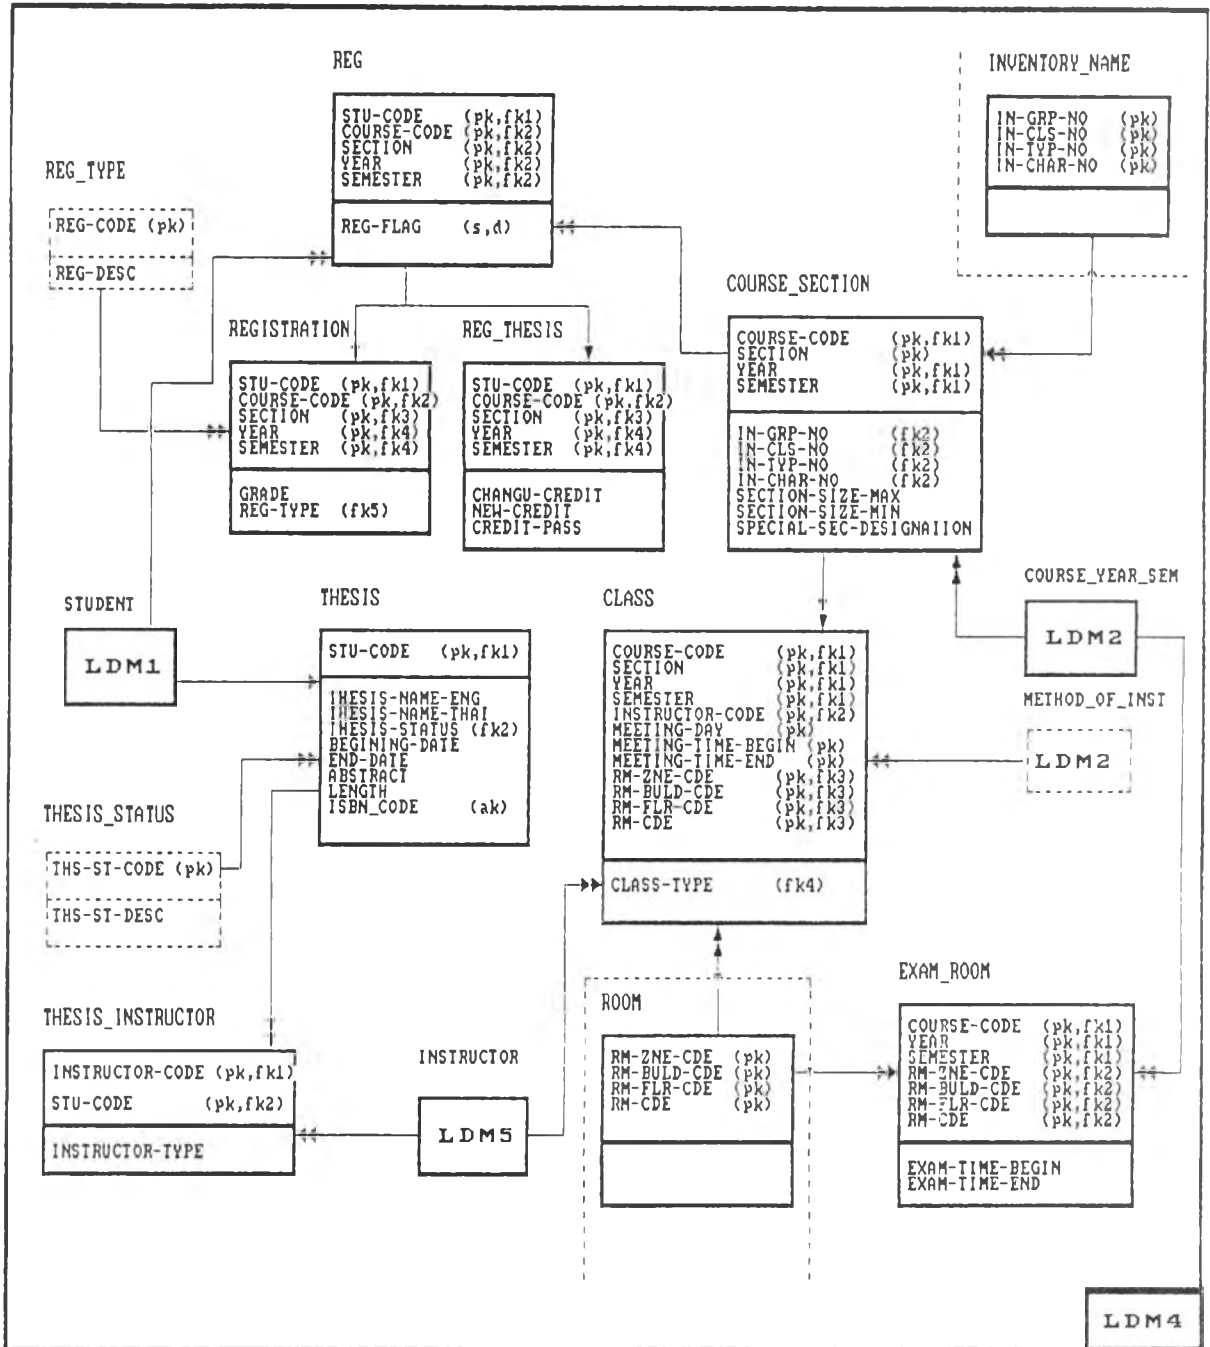 REG
STU-CODE (pk,fk1)
COURSE-CODE (pk,fk2)
SECTION (pk,fk2)
YEAR (pk,fk2)
SEMESTER (pk,fk2)
REG-FLAG (s,d)
INVENTORY_NAME
IN-GRP-NO (pk)
IN-CLS-NO (pk)
IN-TYP-NO (pk)
IN-CHAR-NO (pk)
REG_TYPE
REG-CODE (pk)
REG-DESC
COURSE_SECTION
COURSE-CODE (pk,fk1)
SECTION (pk)
YEAR (pk,fk1)
SEMESTER (pk,fk1)
IN-GRP-NO (fk2)
IN-CLS-NO (fk2)
IN-TYP-NO (fk2)
IN-CHAR-NO (fk2)
SECTION-SIZE-MAX
SECTION-SIZE-MIN
SPECIAL-SEC-DESIGNAIION
REGISTRATION
STU-CODE (pk,fk1)
COURSE-CODE (pk,fk2)
SECTION (pk,fk3)
YEAR (pk,fk4)
SEMESTER (pk,fk4)
GRADE
REG-TYPE (fk5)
REG_THESIS
STU-CODE (pk,fk1)
COURSE-CODE (pk,fk2)
SECTION (pk,fk3)
YEAR (pk,fk4)
SEMESTER (pk,fk4)
CHANGU-CREDIT
NEW-CREDIT
CREDIT-PASS
STUDENT
LDM1
THESIS
STU-CODE (pk,fk1)
THESIS-NAME-ENG
THESIS-NAME-THAI
THESIS-STATUS (fk2)
BEGINING-DATE
END-DATE
ABSTRACT
LENGTH
ISBN_CODE (ak)
CLASS
COURSE-CODE (pk,fk1)
SECTION (pk,fk1)
YEAR (pk,fk1)
SEMESTER (pk,fk1)
INSTRUCTOR-CODE (pk,fk2)
MEETING-DAY (pk)
MEETING-TIME-BEGIN (pk)
MEETING-TIME-END (pk)
RM-ZNE-CDE (pk,fk3)
RM-BULD-CDE (pk,fk3)
RM-FLR-CDE (pk,fk3)
RM-CDE (pk,fk3)
CLASS-TYPE (fk4)
COURSE_YEAR_SEM
LDM2
METHOD_OF_INST
LDM2
THESIS_STATUS
THS-ST-CODE (pk)
THS-ST-DESC
THESIS_INSTRUCTOR
INSTRUCTOR-CODE (pk,fk1)
STU-CODE (pk,fk2)
INSTRUCTOR-TYPE
INSTRUCTOR
LDM5
ROOM
RM-ZNE-CDE (pk)
RM-BULD-CDE (pk)
RM-FLR-CDE (pk)
RM-CDE (pk)
EXAM_ROOM
COURSE-CODE (pk,fk1)
YEAR (pk,fk1)
SEMESTER (pk,fk1)
RM-ZNE-CDE (pk,fk2)
RM-BULD-CDE (pk,fk2)
RM-FLR-CDE (pk,fk2)
RM-CDE (pk,fk2)
EXAM-TIME-BEGIN
EXAM-TIME-END
LDM4